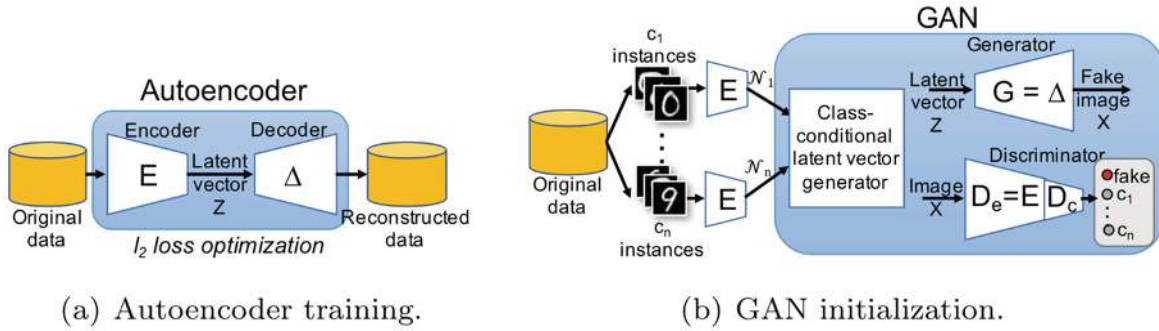 Autoencoder
Encoder
Decoder
E
Latent
vector
Z
Δ
Original
data
Reconstructed
data
l₂ loss optimization
(a) Autoencoder training.
GAN
c₁
instances
0
E
𝒩₁
Original
data
9
E
𝒩ₙ
cₙ
instances
Class-
conditional
latent vector
generator
Generator
Latent
vector
Z
G = Δ
Fake
image
X
Discriminator
Image
X
Dₑ=E
D_c
fake
c₁
cₙ
(b) GAN initialization.